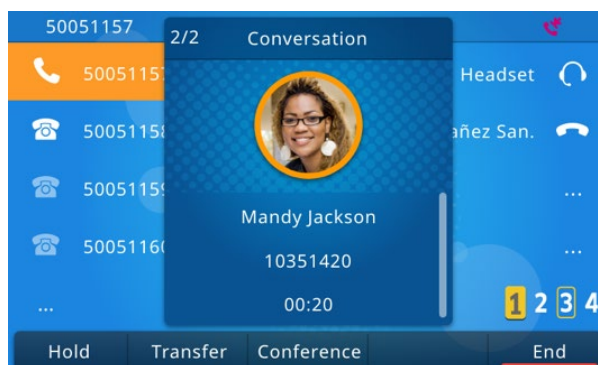 50051157
2/2 Conversation
50051157 Headset
50051158 añez San.
50051159 ...
Mandy Jackson
50051160 10351420 ...
... 00:20 1 2 3 4
Hold Transfer Conference End